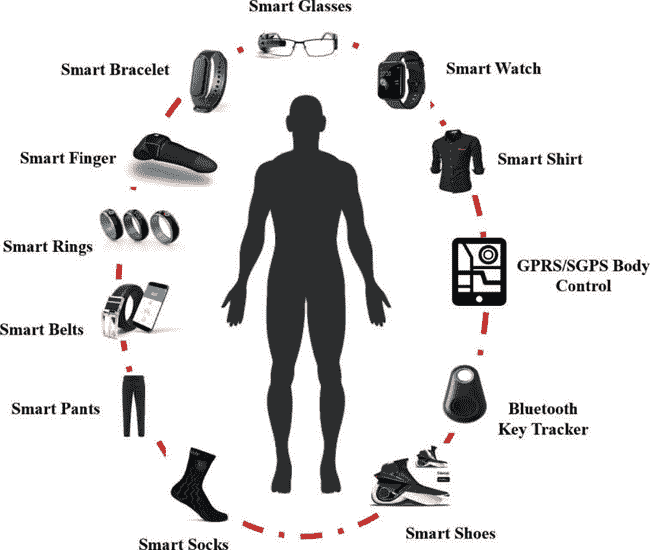 Smart Glasses
Smart Bracelet
Smart Watch
Smart Finger
Smart Shirt
Smart Rings
GPRS/SGPS Body
Control
Smart Belts
Smart Pants
Bluetooth
Key Tracker
Smart Shoes
Smart Socks